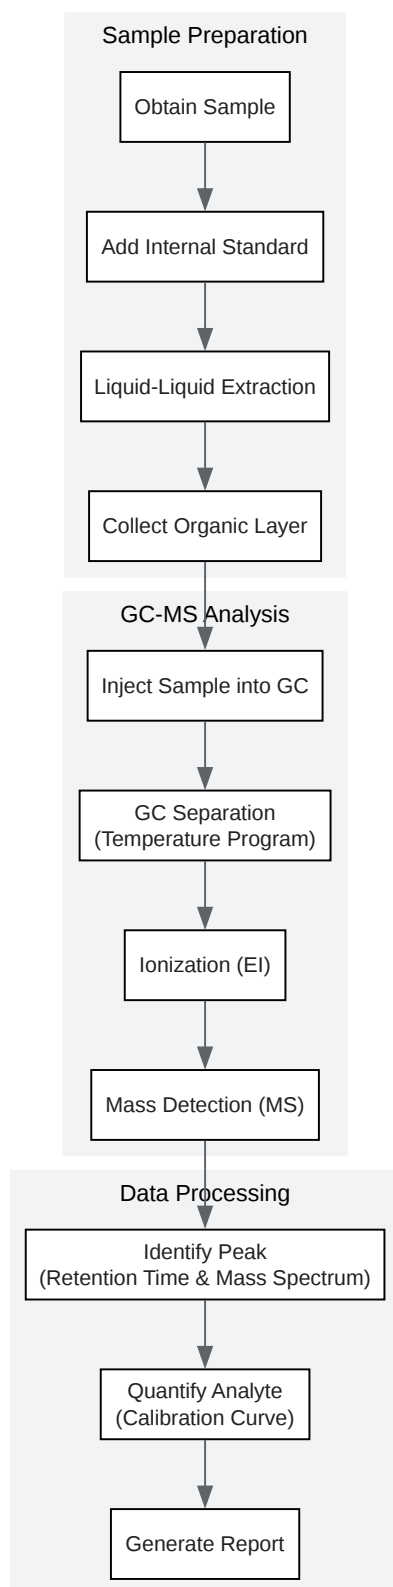 Sample Preparation
Obtain Sample
Add Internal Standard
Liquid-Liquid Extraction
Collect Organic Layer
GC-MS Analysis
Inject Sample into GC
GC Separation
(Temperature Program)
Ionization (EI)
Mass Detection (MS)
Data Processing
Identify Peak
(Retention Time & Mass Spectrum)
Quantify Analyte
(Calibration Curve)
Generate Report